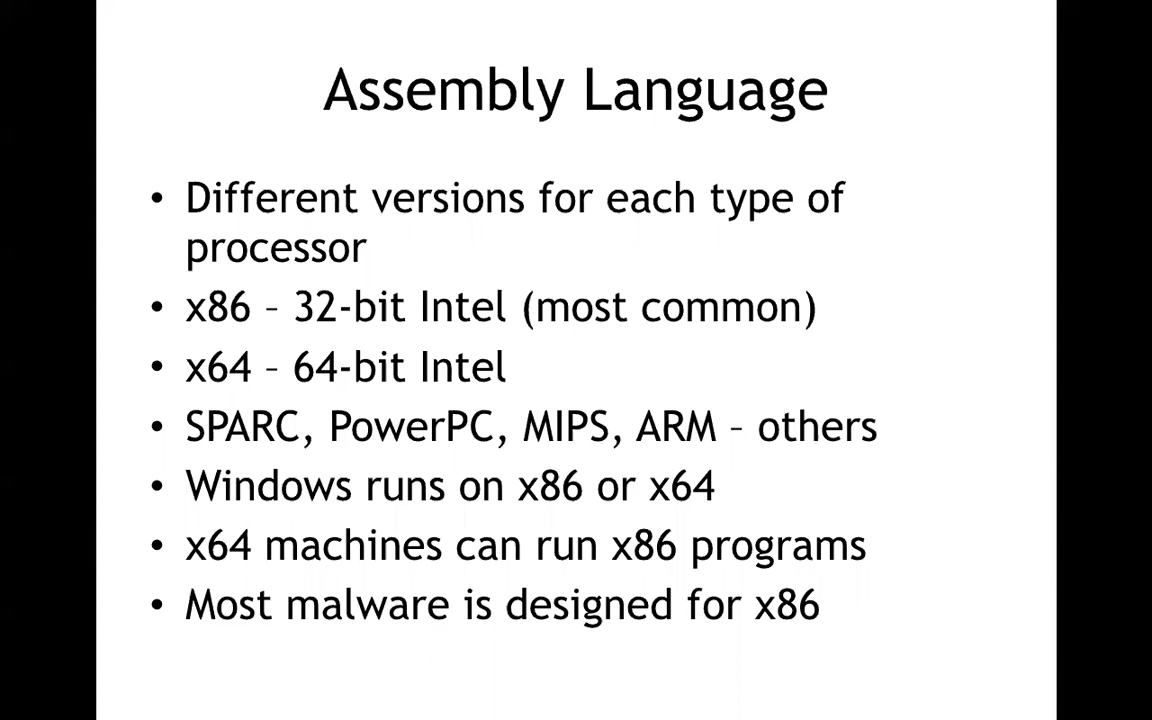 Assembly Language
• Different versions for each type of
processor
• x86 – 32-bit Intel (most common)
• x64 – 64-bit Intel
• SPARC, PowerPC, MIPS, ARM – others
• Windows runs on x86 or x64
• x64 machines can run x86 programs
• Most malware is designed for x86